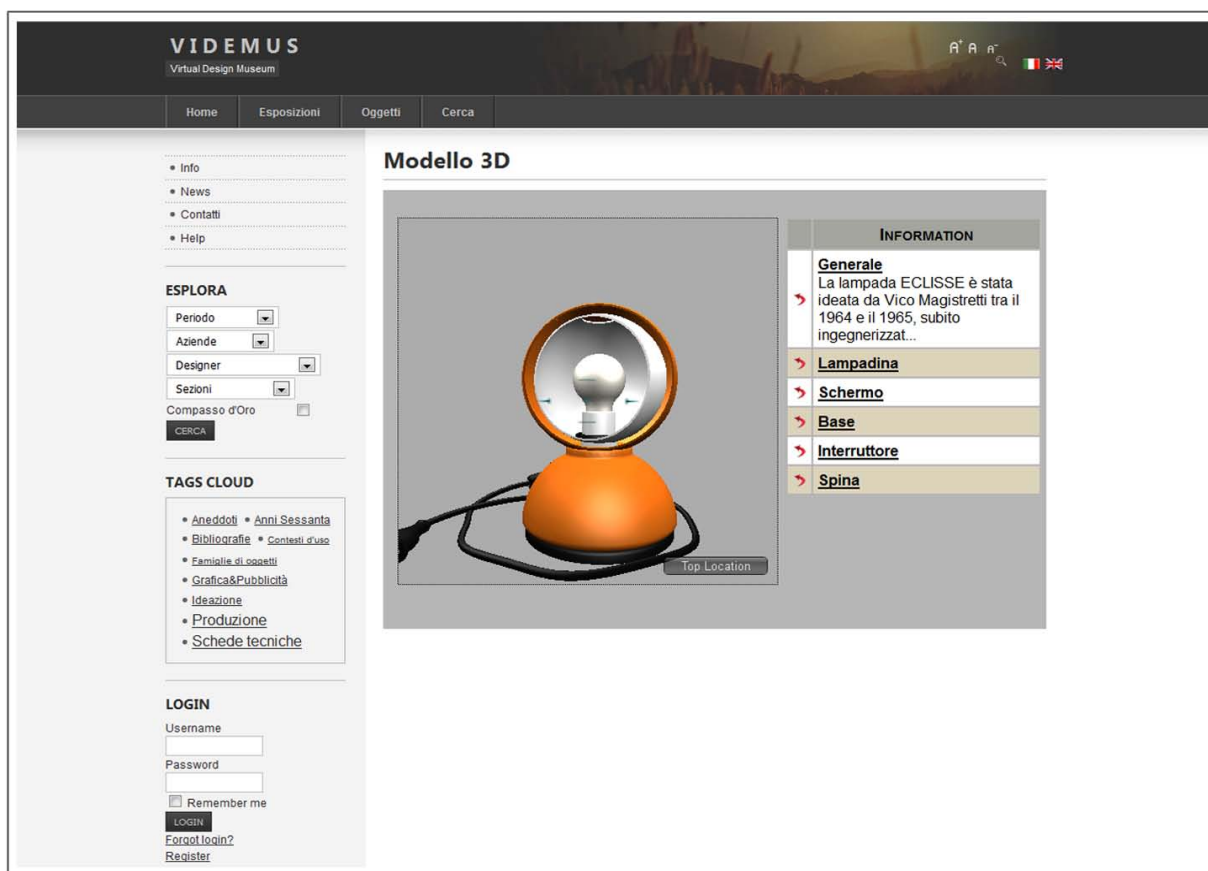 VIDEMUS
Virtual Design Museum
A+ A A-
Home Esposizioni Oggetti Cerca
Info
News
Contatti
Help
ESPLORA
Periodo
Aziende
Designer
Sezioni
Compasso d'Oro
CERCA
TAGS CLOUD
Aneddoti Anni Sessanta
Bibliografie Contesti d'uso
Famiglie di oggetti
Grafica&Pubblicità
Ideazione
Produzione
Schede tecniche
LOGIN
Username
Password
Remember me
LOGIN
Forgot login?
Register
Modello 3D
Top Location
INFORMATION
Generale
La lampada ECLISSE è stata
ideata da Vico Magistretti tra il
1964 e il 1965, subito
ingegnerizzat...
Lampadina
Schermo
Base
Interruttore
Spina